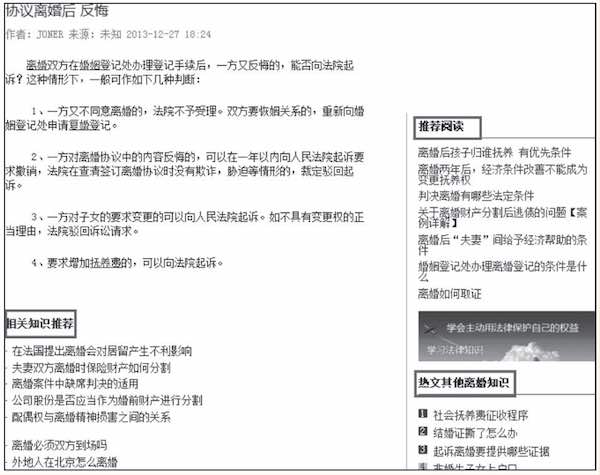 协议离婚后 反悔
作者：JONER 来源：未知 2013-12-27 18:24
离婚双方在婚姻登记处办理登记手续后，一方又反悔的，能否向法院起
诉？这种情形下，一般可作如下几种判断：
1、一方又不同意离婚的，法院不予受理。双方要恢姻关系的，重新向婚
姻登记处申请复婚登记。
2、一方对离婚协议中的内容反悔的，可以在一年以内向人民法院起诉要
求撤销，法院在查清签订离婚协议时没有欺诈，胁迫等情形的，裁定驳回起
诉。
3、一方对子女的要求变更的可以向人民法院起诉。如不具有变更权的正
当理由，法院驳回诉讼请求。
4、要求增加抚养费的，可以向法院起诉。
相关知识推荐
· 在法国提出离婚会对居留产生不利影响
· 夫妻双方离婚时保险财产如何分割
· 离婚案件中缺席判决的适用
· 公司股份是否应当作为婚前财产进行分割
· 配偶权与离婚精神损害之间的关系
· 离婚必须双方到场吗
· 外地人在北京怎么离婚
推荐阅读
离婚后孩子归谁抚养 有优先条件
离婚两年后，经济条件改善不能成为
变更抚养权
判决离婚有哪些法定条件
关于离婚财产分割后逃债的问题【案
例详解】
离婚后“夫妻”间给予经济帮助的条
件
婚姻登记处办理离婚登记的条件是什
么
离婚如何取证
学会主动用法律保护自己的权益
学习法律知识
热文其他离婚知识
1 社会抚养费征收程序
2 结婚证撕了怎么办
3 起诉离婚要提供哪些证据
4 非婚生子女上户口